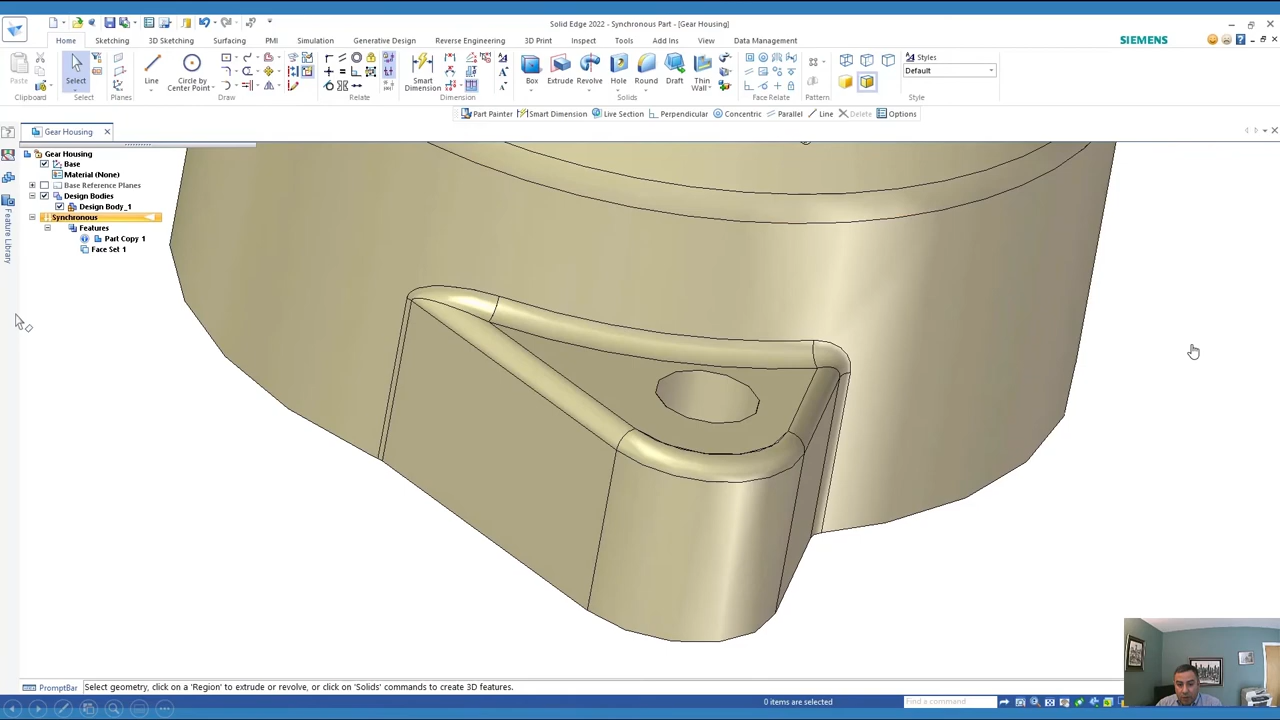 Solid Edge 2022 - Synchronous Part - [Gear Housing]
Home Sketching 3D Sketching Surfacing PMI Simulation Generative Design Reverse Engineering 3D Print Inspect Tools Add Ins View Data Management SIEMENS
Paste Select Line Circle by Center Point Smart Dimension Box Extrude Revolve Hole Round Draft Thin Wall Styles
Default
Clipboard Select Planes Draw Relate Dimension Solids Face Relate Pattern Style
Part Painter Smart Dimension Live Section Perpendicular Concentric Parallel Line Delete Options
Gear Housing
Gear Housing
Base
Material (None)
Base Reference Planes
Design Bodies
Design Body_1
Synchronous
Features
Part Copy 1
Face Set 1
Feature Library
PromptBar Select geometry, click on a 'Region' to extrude or revolve, or click on 'Solids' commands to create 3D features.
0 items are selected Find a command